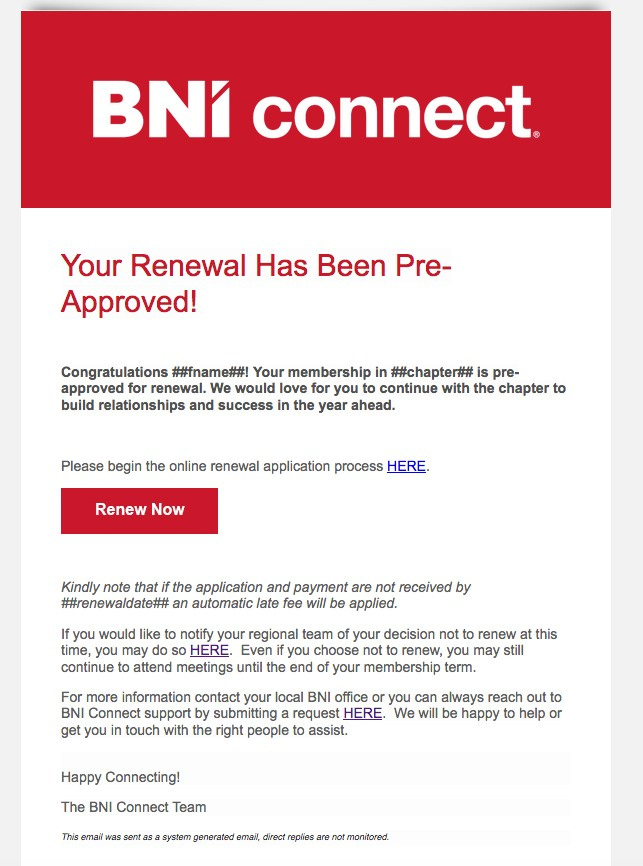 BNI connect®
Your Renewal Has Been Pre-
Approved!
Congratulations ##fname##! Your membership in ##chapter## is pre-
approved for renewal. We would love for you to continue with the chapter to
build relationships and success in the year ahead.
Please begin the online renewal application process HERE.
Renew Now
Kindly note that if the application and payment are not received by
##renewaldate## an automatic late fee will be applied.
If you would like to notify your regional team of your decision not to renew at this
time, you may do so HERE.  Even if you choose not to renew, you may still
continue to attend meetings until the end of your membership term.
For more information contact your local BNI office or you can always reach out to
BNI Connect support by submitting a request HERE.  We will be happy to help or
get you in touch with the right people to assist.
Happy Connecting!
The BNI Connect Team
This email was sent as a system generated email, direct replies are not monitored.